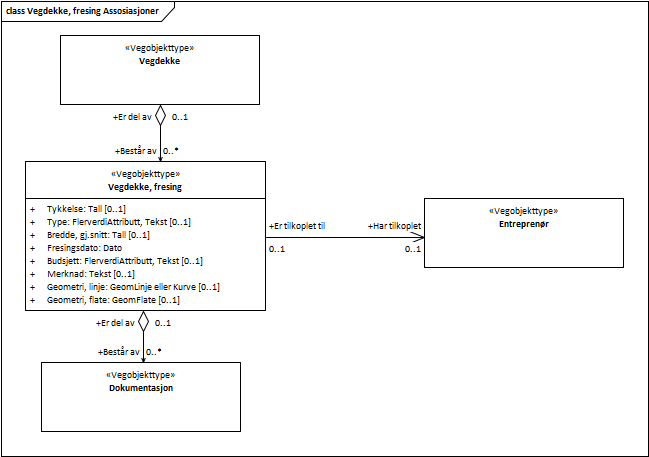 class Vegdekke, fresing Assosiasjoner
«Vegobjekttype»
Vegdekke
+Er del av 0..1
+Består av 0..*
«Vegobjekttype»
Vegdekke, fresing
+ Tykkelse: Tall [0..1]
+ Type: FlerverdiAttributt, Tekst [0..1]
+ Bredde, gj.snitt: Tall [0..1]
+ Fresingsdato: Dato
+ Budsjett: FlerverdiAttributt, Tekst [0..1]
+ Merknad: Tekst [0..1]
+ Geometri, linje: GeomLinje eller Kurve [0..1]
+ Geometri, flate: GeomFlate [0..1]
+Er tilkoplet til +Har tilkoplet
0..1 0..1
«Vegobjekttype»
Entreprenør
+Er del av 0..1
+Består av 0..*
«Vegobjekttype»
Dokumentasjon